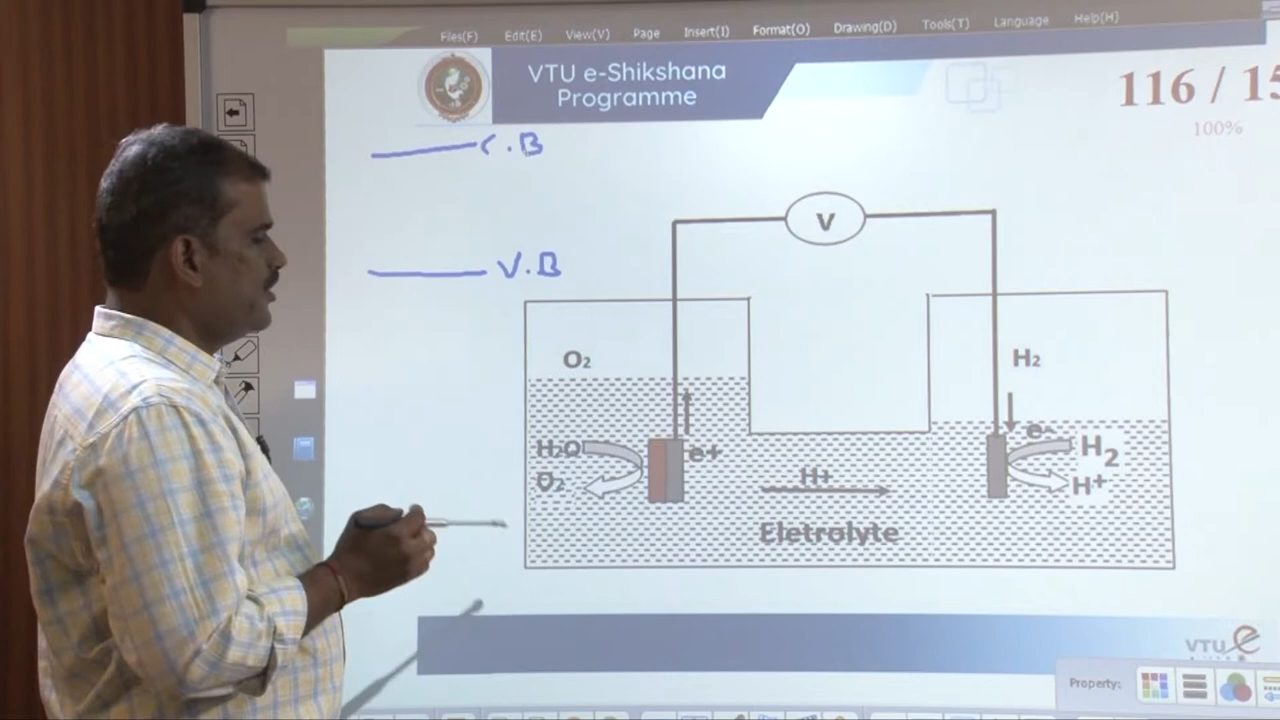 Files(F) Edit(E) View(V) Page Insert(I) Format(O) Drawing(D) Tools(T) Language Help(H)
VTU e-Shikshana
Programme
116 / 15
100%
C.B
V
V.B
O₂
H₂
H₂O
e+
e-
H₂
O₂
H+
H⁺
Eletrolyte
VTU e
Property: